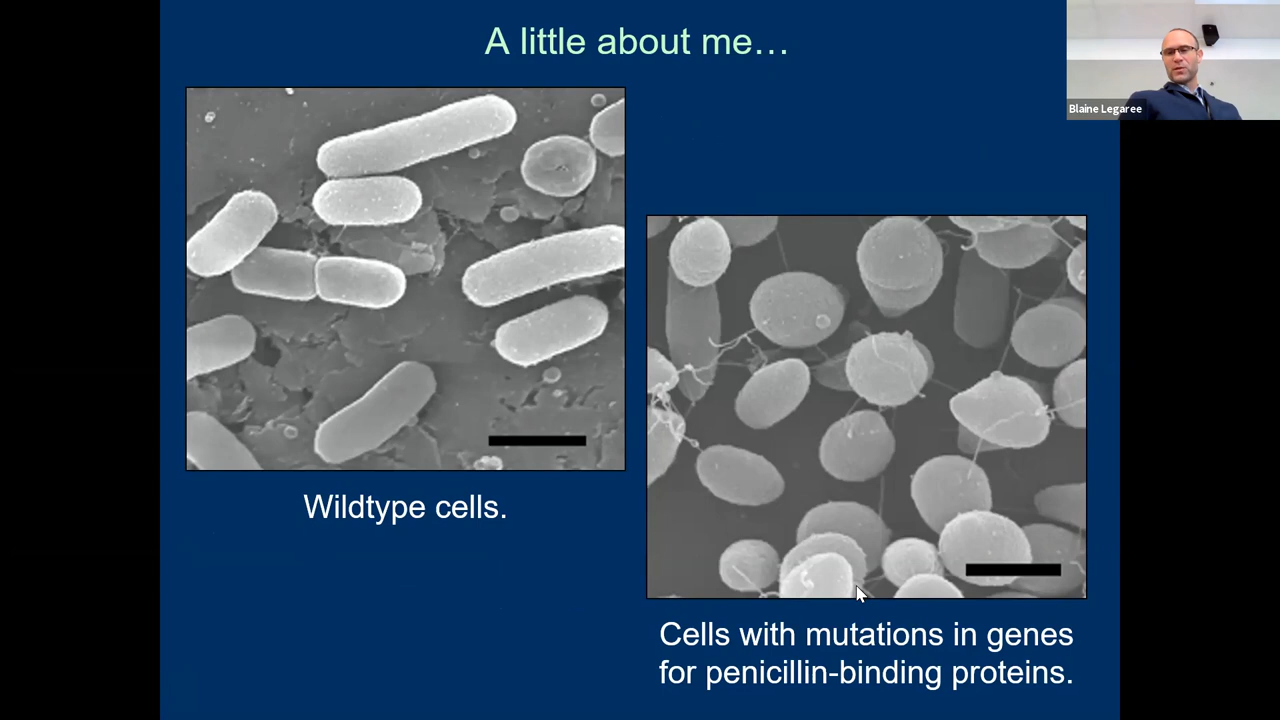 A little about me…
Blaine Legaree
Wildtype cells.
Cells with mutations in genes
for penicillin-binding proteins.